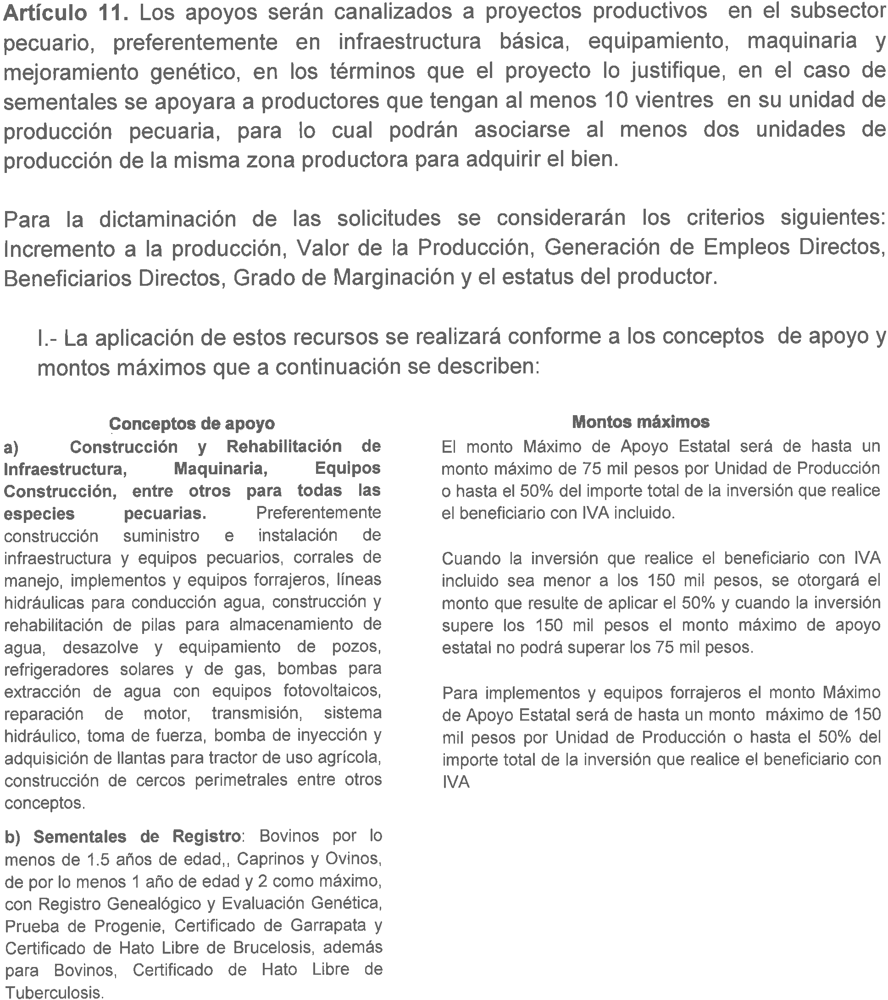 Artículo 11. Los apoyos serán canalizados a proyectos productivos en el subsector
pecuario, preferentemente en infraestructura básica, equipamiento, maquinaria y
mejoramiento genético, en los términos que el proyecto lo justifique, en el caso de
sementales se apoyara a productores que tengan al menos 10 vientres en su unidad de
producción pecuaria, para lo cual podrán asociarse al menos dos unidades de
producción de la misma zona productora para adquirir el bien.
Para la dictaminación de las solicitudes se considerarán los criterios siguientes:
Incremento a la producción, Valor de la Producción, Generación de Empleos Directos,
Beneficiarios Directos, Grado de Marginación y el estatus del productor.
I.- La aplicación de estos recursos se realizará conforme a los conceptos de apoyo y
montos máximos que a continuación se describen:
Conceptos de apoyo
a) Construcción y Rehabilitación de
Infraestructura, Maquinaria, Equipos
Construcción, entre otros para todas las
especies pecuarias. Preferentemente
construcción suministro e instalación de
infraestructura y equipos pecuarios, corrales de
manejo, implementos y equipos forrajeros, líneas
hidráulicas para conducción agua, construcción y
rehabilitación de pilas para almacenamiento de
agua, desazolve y equipamiento de pozos,
refrigeradores solares y de gas, bombas para
extracción de agua con equipos fotovoltaicos,
reparación de motor, transmisión, sistema
hidráulico, toma de fuerza, bomba de inyección y
adquisición de llantas para tractor de uso agrícola,
construcción de cercos perimetrales entre otros
conceptos.
b) Sementales de Registro: Bovinos por lo
menos de 1.5 años de edad,, Caprinos y Ovinos,
de por lo menos 1 año de edad y 2 como máximo,
con Registro Genealógico y Evaluación Genética,
Prueba de Progenie, Certificado de Garrapata y
Certificado de Hato Libre de Brucelosis, además
para Bovinos, Certificado de Hato Libre de
Tuberculosis.
Montos máximos
El monto Máximo de Apoyo Estatal será de hasta un
monto máximo de 75 mil pesos por Unidad de Producción
o hasta el 50% del importe total de la inversión que realice
el beneficiario con IVA incluido.
Cuando la inversión que realice el beneficiario con IVA
incluido sea menor a los 150 mil pesos, se otorgará el
monto que resulte de aplicar el 50% y cuando la inversión
supere los 150 mil pesos el monto máximo de apoyo
estatal no podrá superar los 75 mil pesos.
Para implementos y equipos forrajeros el monto Máximo
de Apoyo Estatal será de hasta un monto máximo de 150
mil pesos por Unidad de Producción o hasta el 50% del
importe total de la inversión que realice el beneficiario con
IVA